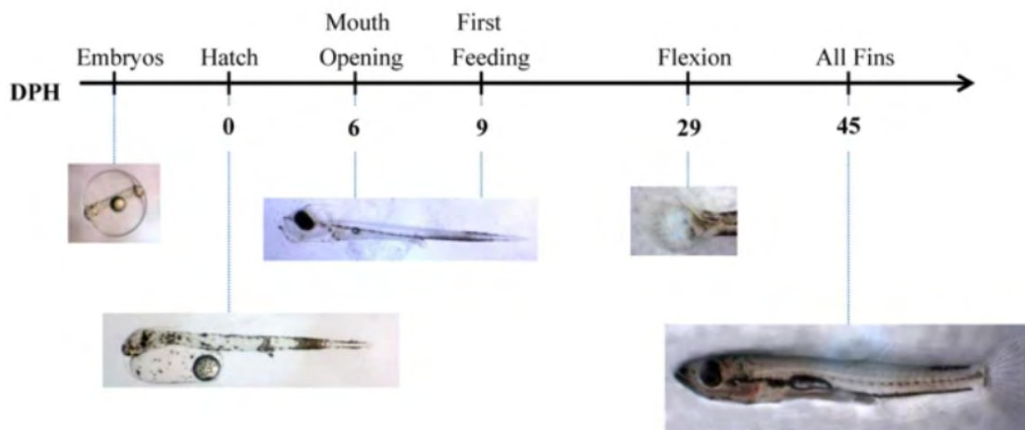 Embryos
Hatch
Mouth
Opening
First
Feeding
Flexion
All Fins
DPH
0
6
9
29
45